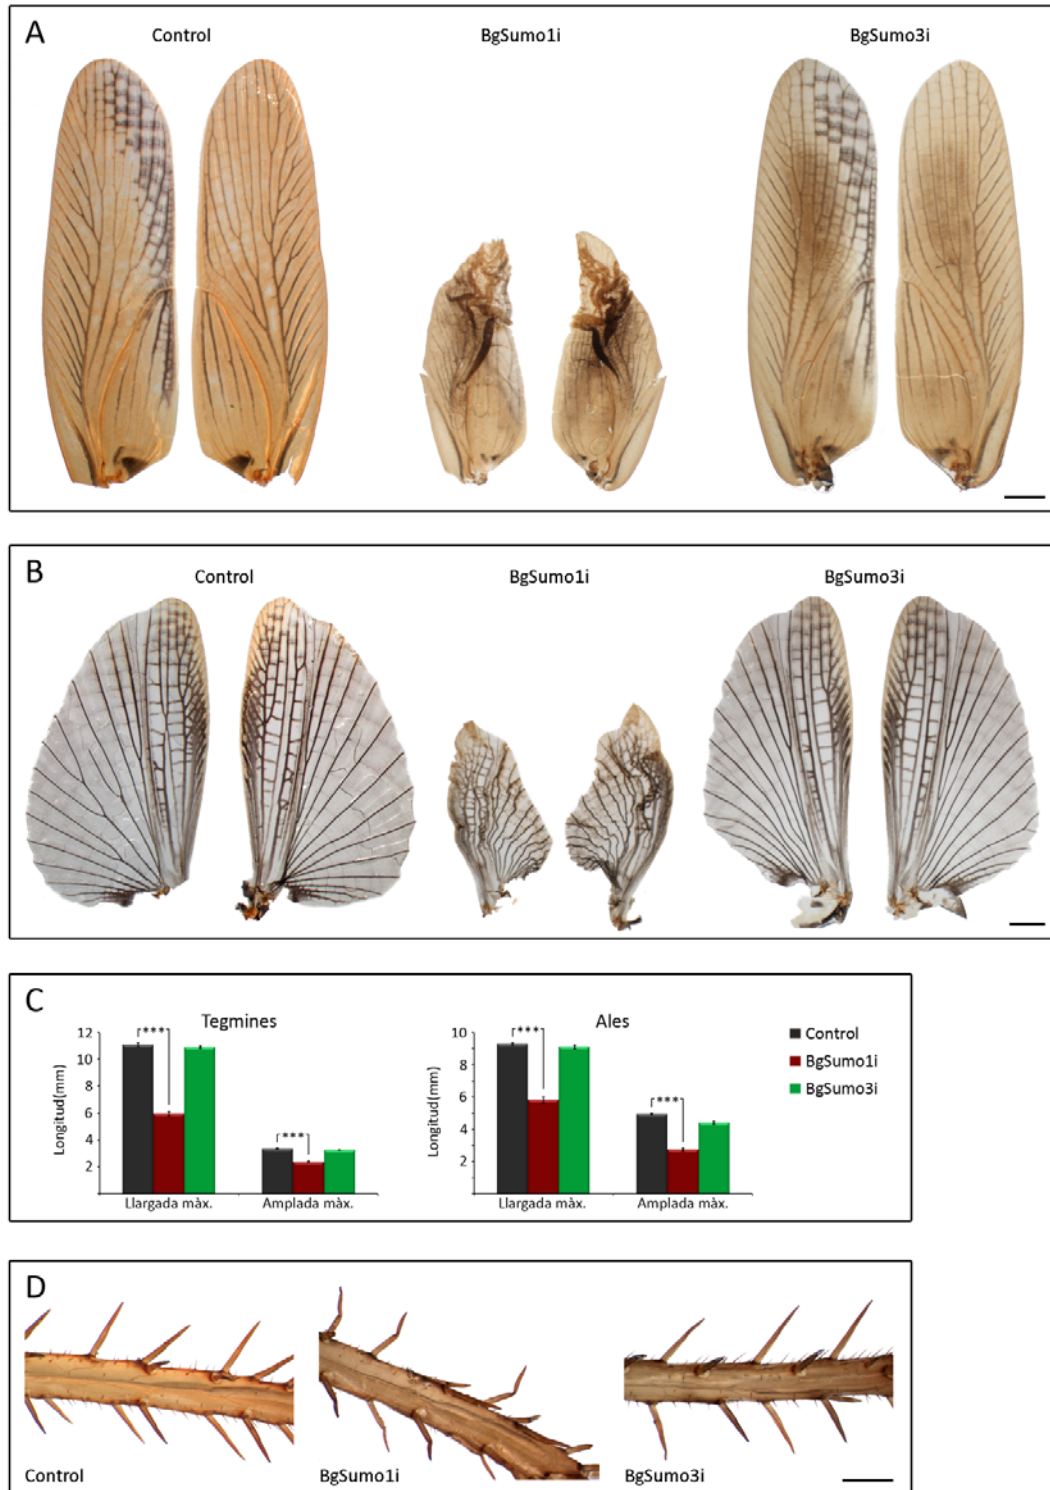 A
Control
BgSumo1i
BgSumo3i
B
Control
BgSumo1i
BgSumo3i
C
Tegmines
Longitud(mm)
12
10
8
6
4
2
***
***
Llargada màx.
Amplada màx.
Ales
Longitud(mm)
10
8
6
4
2
***
***
Llargada màx.
Amplada màx.
Control
BgSumo1i
BgSumo3i
D
Control
BgSumo1i
BgSumo3i